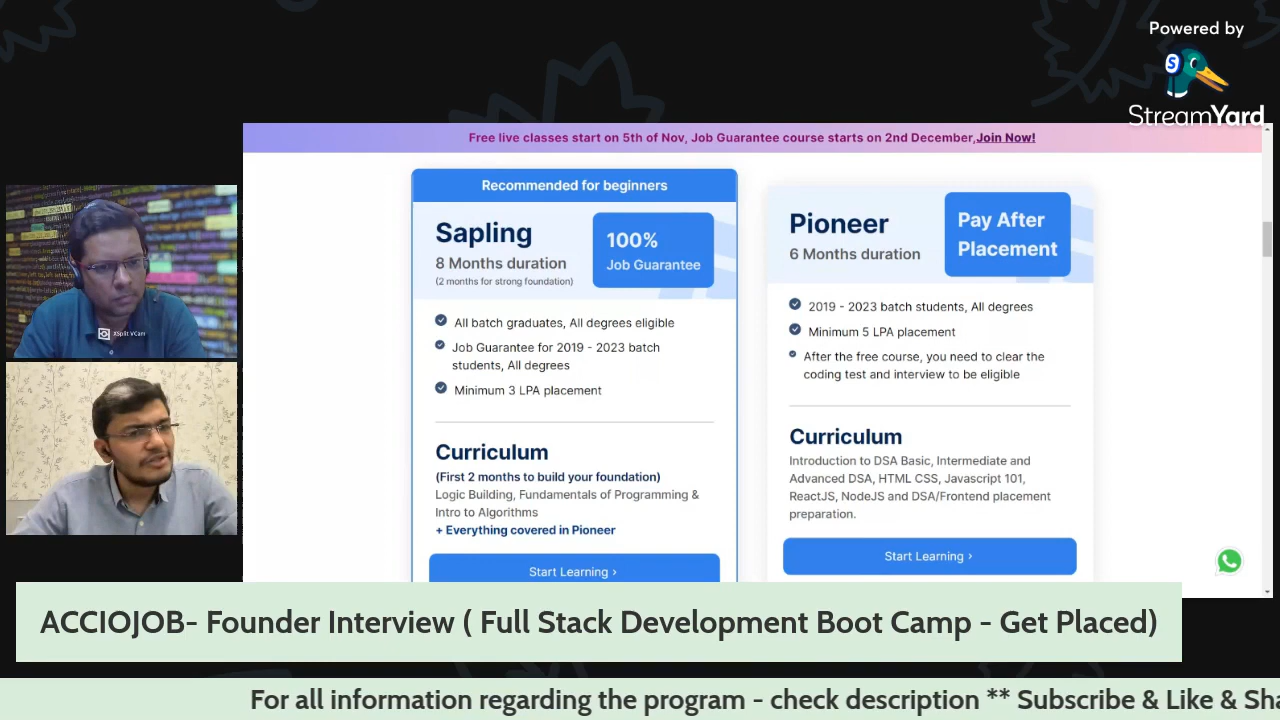 Powered by
StreamYard
Free live classes start on 5th of Nov, Job Guarantee course starts on 2nd December,Join Now!
Recommended for beginners
Sapling
8 Months duration
(2 months for strong foundation)
100%
Job Guarantee
All batch graduates, All degrees eligible
Job Guarantee for 2019 - 2023 batch
students, All degrees
Minimum 3 LPA placement
Curriculum
(First 2 months to build your foundation)
Logic Building, Fundamentals of Programming &
Intro to Algorithms
+ Everything covered in Pioneer
Start Learning ›
Pioneer
6 Months duration
Pay After
Placement
2019 - 2023 batch students, All degrees
Minimum 5 LPA placement
After the free course, you need to clear the
coding test and interview to be eligible
Curriculum
Introduction to DSA Basic, Intermediate and
Advanced DSA, HTML CSS, Javascript 101,
ReactJS, NodeJS and DSA/Frontend placement
preparation.
Start Learning ›
XSplit VCam
ACCIOJOB- Founder Interview ( Full Stack Development Boot Camp - Get Placed)
For all information regarding the program - check description ** Subscribe & Like & Sha